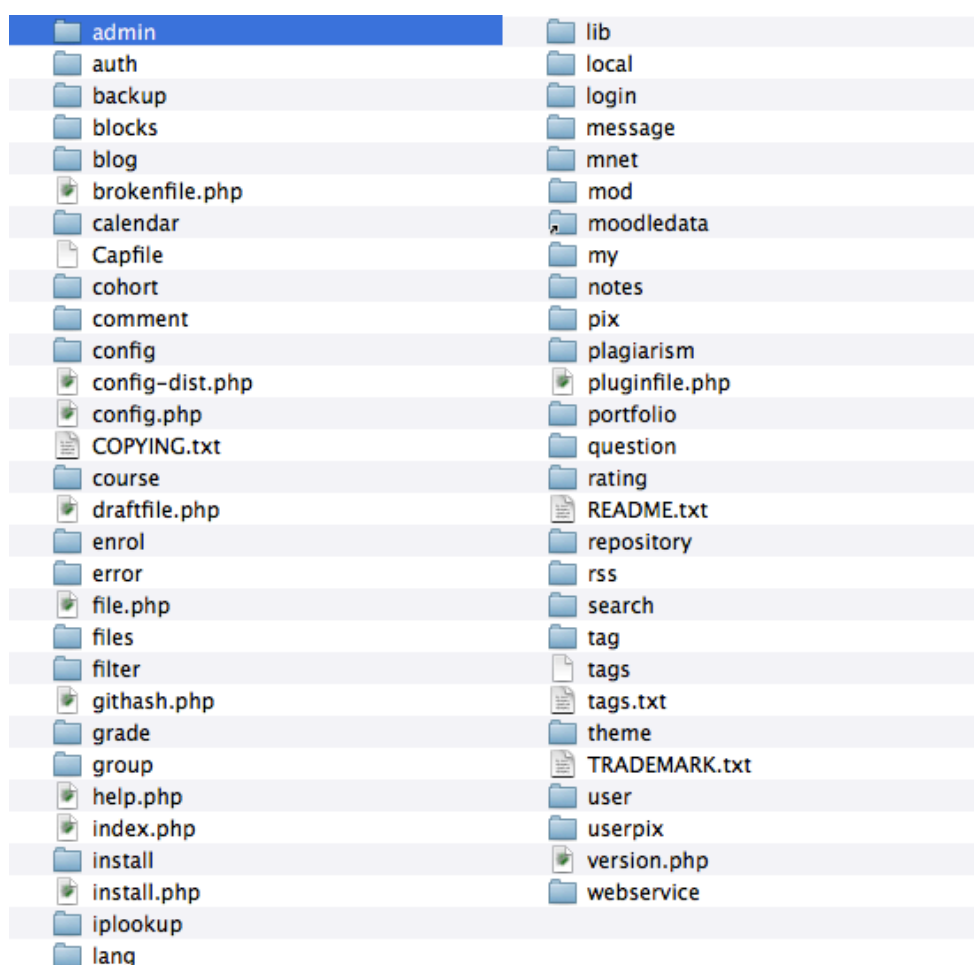 admin
auth
backup
blocks
blog
brokenfile.php
calendar
Capfile
cohort
comment
config
config-dist.php
config.php
COPYING.txt
course
draftfile.php
enrol
error
file.php
files
filter
githash.php
grade
group
help.php
index.php
install
install.php
iplookup
lang
lib
local
login
message
mnet
mod
moodledata
my
notes
pix
plagiarism
pluginfile.php
portfolio
question
rating
README.txt
repository
rss
search
tag
tags
tags.txt
theme
TRADEMARK.txt
user
userpix
version.php
webservice